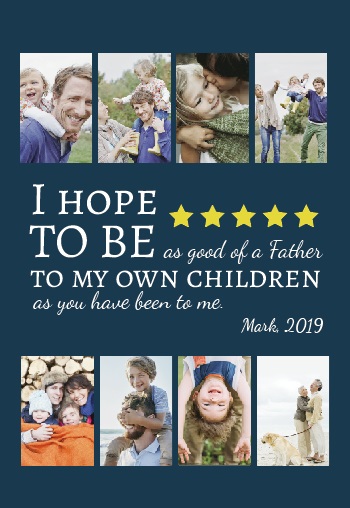 I HOPE
TO BE as good of a Father
TO MY OWN CHILDREN
as you have been to me.
Mark, 2019